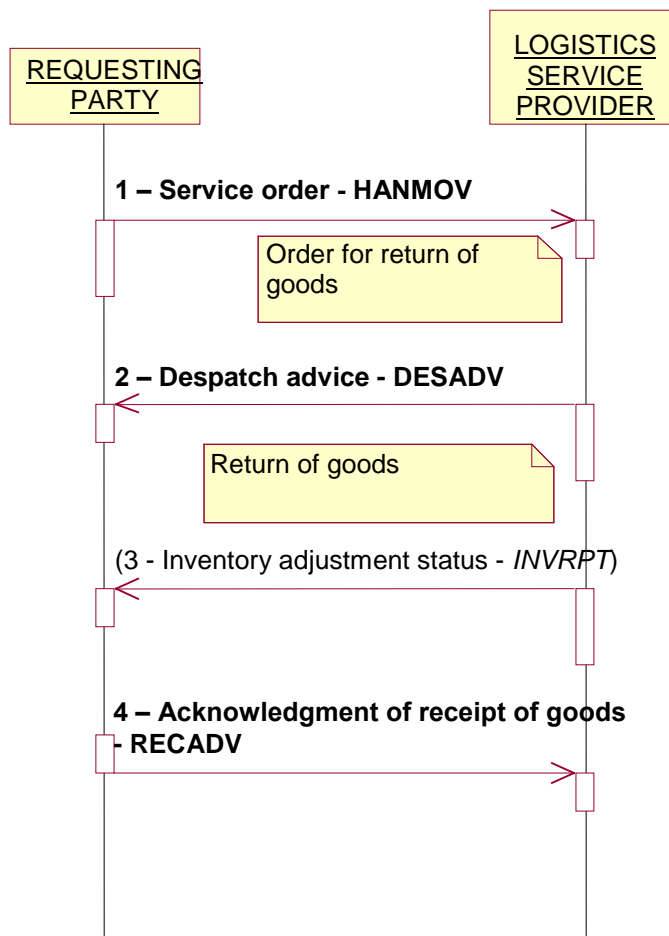 REQUESTING
PARTY
LOGISTICS
SERVICE
PROVIDER
1 – Service order - HANMOV
Order for return of
goods
2 – Despatch advice - DESADV
Return of goods
(3 - Inventory adjustment status - INVRPT)
4 – Acknowledgment of receipt of goods
- RECADV